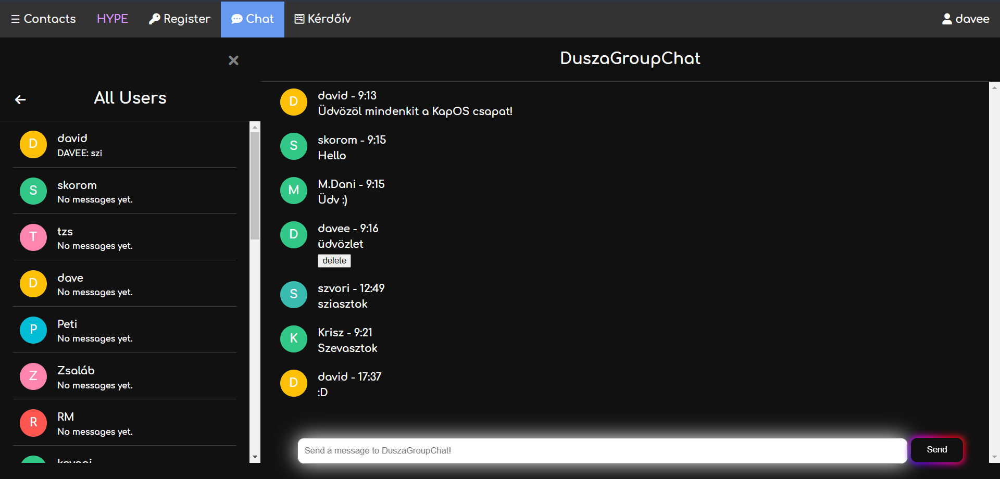 ☰ Contacts HYPE Register Chat Kérdőív davee
All Users
D david
DAVEE: szi
S skorom
No messages yet.
T tzs
No messages yet.
D dave
No messages yet.
P Peti
No messages yet.
Z Zsaláb
No messages yet.
R RM
No messages yet.
DuszaGroupChat
D david - 9:13
Üdvözöl mindenkit a KapOS csapat!
S skorom - 9:15
Hello
M M.Dani - 9:15
Üdv :)
D davee - 9:16
üdvözlet
delete
S szvori - 12:49
sziasztok
K Krisz - 9:21
Szevasztok
D david - 17:37
:D
Send a message to DuszaGroupChat! Send